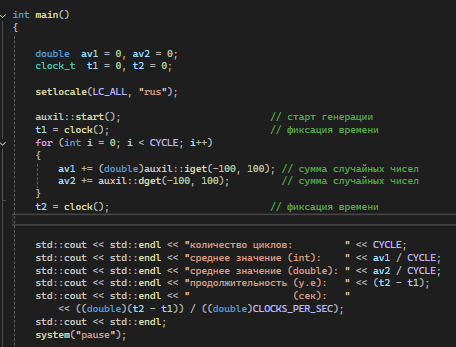 int main()
{
double av1 = 0, av2 = 0;
clock_t t1 = 0, t2 = 0;
setlocale(LC_ALL, "rus");
auxil::start(); // старт генерации
t1 = clock(); // фиксация времени
for (int i = 0; i < CYCLE; i++)
{
av1 += (double)auxil::iget(-100, 100); // сумма случайных чисел
av2 += auxil::dget(-100, 100); // сумма случайных чисел
}
t2 = clock(); // фиксация времени
std::cout << std::endl << "количество циклов: " << CYCLE;
std::cout << std::endl << "среднее значение (int): " << av1 / CYCLE;
std::cout << std::endl << "среднее значение (double): " << av2 / CYCLE;
std::cout << std::endl << "продолжительность (у.е): " << (t2 - t1);
std::cout << std::endl << " (сек): "
<< ((double)(t2 - t1)) / ((double)CLOCKS_PER_SEC);
std::cout << std::endl;
system("pause");